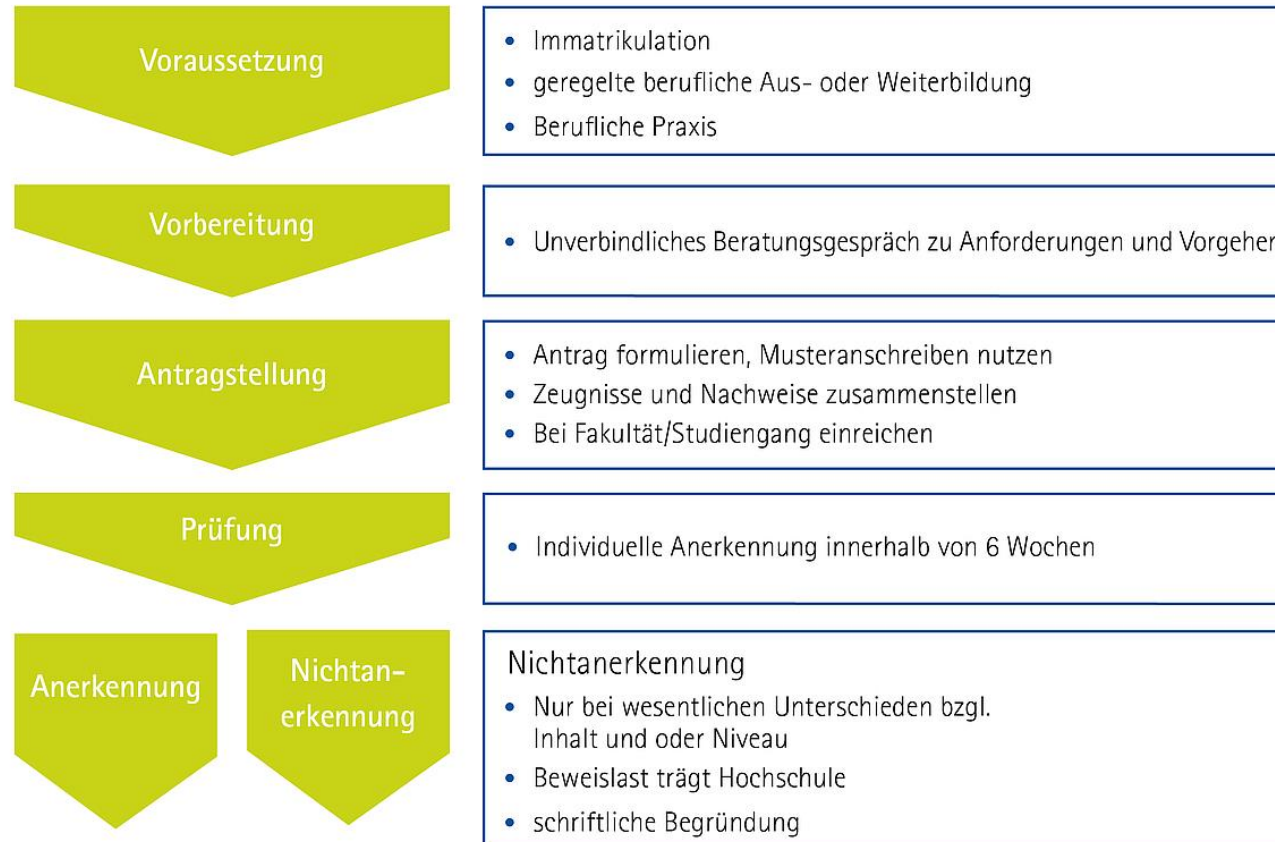 Voraussetzung
• Immatrikulation
• geregelte berufliche Aus- oder Weiterbildung
• Berufliche Praxis
Vorbereitung
• Unverbindliches Beratungsgespräch zu Anforderungen und Vorgehen
Antragstellung
• Antrag formulieren, Musteranschreiben nutzen
• Zeugnisse und Nachweise zusammenstellen
• Bei Fakultät/Studiengang einreichen
Prüfung
• Individuelle Anerkennung innerhalb von 6 Wochen
Anerkennung
Nichtan-
erkennung
Nichtanerkennung
• Nur bei wesentlichen Unterschieden bzgl.
Inhalt und oder Niveau
• Beweislast trägt Hochschule
• schriftliche Begründung